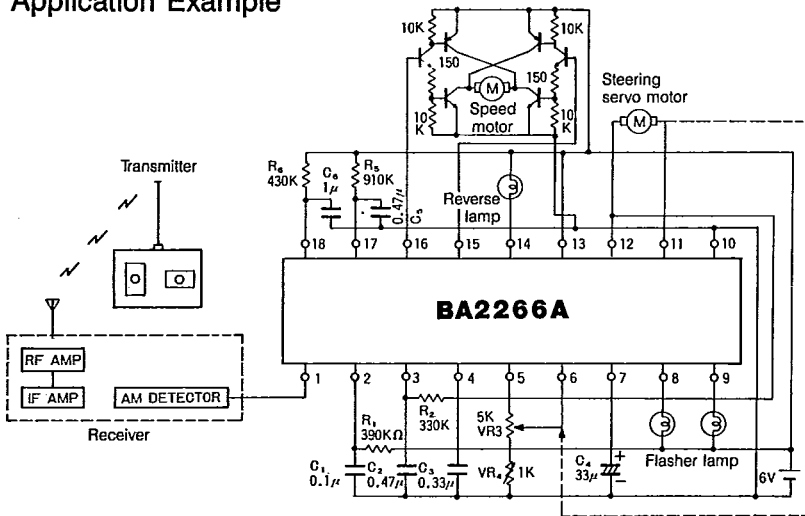 Application Example
10K
10K
150
150
M
Speed
motor
10
K
10
K
Steering
servo motor
M
Transmitter
R₆
430K
C₆
1μ
R₅
910K
0.47μ
C₅
Reverse
lamp
18
17
16
15
14
13
12
11
10
BA2266A
RF AMP
IF AMP
AM DETECTOR
Receiver
1
2
3
4
5
6
7
8
9
R₁
390KΩ
R₂
330K
5K
VR3
C₁
0.1μ
C₂
0.47μ
C₃
0.33μ
VR₄
1K
C₄
33μ
+
−
Flasher lamp
6V